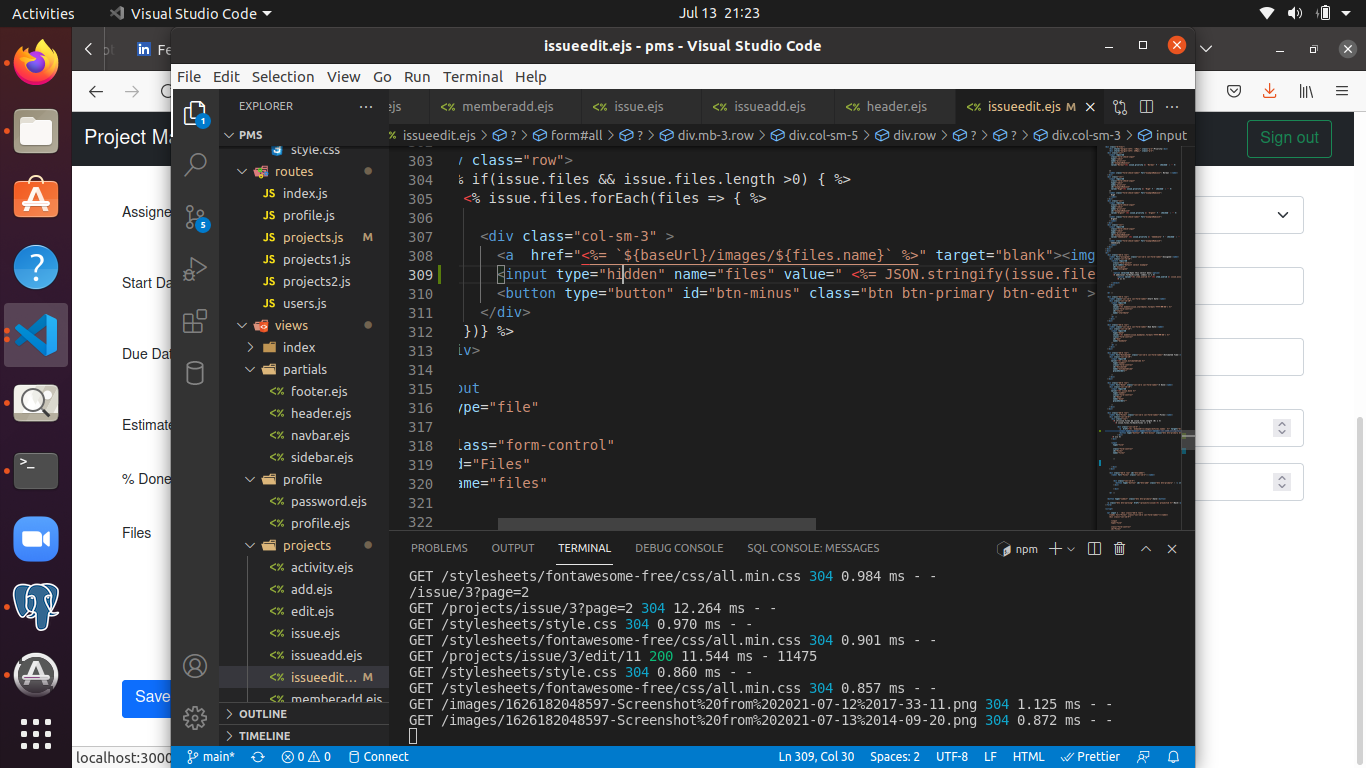 Activities
Visual Studio Code
Jul 13 21:23
issueedit.ejs - pms - Visual Studio Code
File Edit Selection View Go Run Terminal Help
Project Ma
Sign out
EXPLORER
PMS
style.css
routes
index.js
profile.js
projects.js M
projects1.js
projects2.js
users.js
views
index
partials
footer.ejs
header.ejs
navbar.ejs
sidebar.ejs
profile
password.ejs
profile.ejs
projects
activity.ejs
add.ejs
edit.ejs
issue.ejs
issueadd.ejs
issueedit... M
memberadd.ejs
OUTLINE
TIMELINE
ejs memberadd.ejs issue.ejs issueadd.ejs header.ejs issueedit.ejs M
issueedit.ejs > ? > form#all > ? > div.mb-3.row > div.col-sm-5 > div.row > ? > ? > div.col-sm-3 > input
303 v class="row">
304 % if(issue.files && issue.files.length >0) { %>
305 <% issue.files.forEach(files => { %>
306
307 <div class="col-sm-3" >
308 <a  href="<%= `${baseUrl}/images/${files.name}` %>" target="blank"><img
309 <input type="hidden" name="files" value=" <%= JSON.stringify(issue.file
310 <button type="button" id="btn-minus" class="btn btn-primary btn-edit" >
311 </div>
312 })} %>
313 iv>
314
315 put
316 ype="file"
317
318 lass="form-control"
319 d="Files"
320 ame="files"
321
322
PROBLEMS OUTPUT TERMINAL DEBUG CONSOLE SQL CONSOLE: MESSAGES
npm
GET /stylesheets/fontawesome-free/css/all.min.css 304 0.984 ms - -
/issue/3?page=2
GET /projects/issue/3?page=2 304 12.264 ms - -
GET /stylesheets/style.css 304 0.970 ms - -
GET /stylesheets/fontawesome-free/css/all.min.css 304 0.901 ms - -
GET /projects/issue/3/edit/11 200 11.544 ms - 11475
GET /stylesheets/style.css 304 0.860 ms - -
GET /stylesheets/fontawesome-free/css/all.min.css 304 0.857 ms - -
GET /images/1626182048597-Screenshot%20from%202021-07-12%2017-33-11.png 304 1.125 ms - -
GET /images/1626182048597-Screenshot%20from%202021-07-13%2014-09-20.png 304 0.872 ms - -
Assigne
Start Da
Due Dat
Estimate
% Done
Files
Save
localhost:3000
main* 0 0 Connect
Ln 309, Col 30 Spaces: 2 UTF-8 LF HTML Prettier